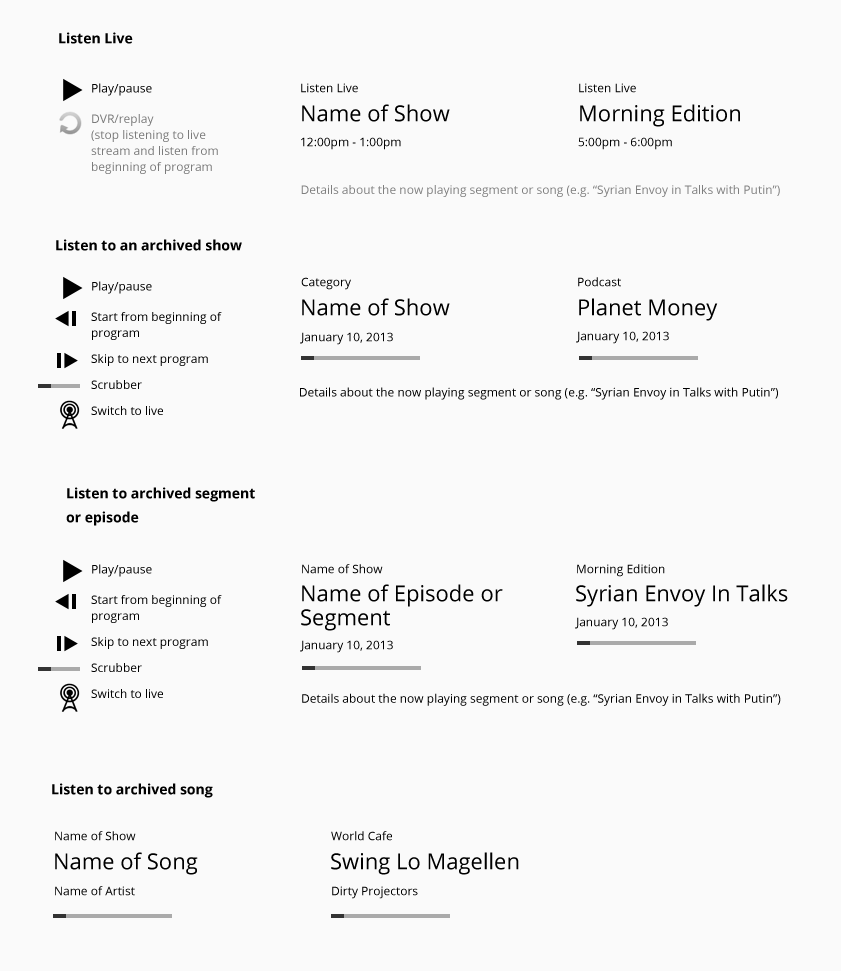 Listen Live
Play/pause
DVR/replay
(stop listening to live
stream and listen from
beginning of program
Listen Live
Name of Show
12:00pm - 1:00pm
Listen Live
Morning Edition
5:00pm - 6:00pm
Details about the now playing segment or song (e.g. “Syrian Envoy in Talks with Putin”)
Listen to an archived show
Play/pause
Start from beginning of
program
Skip to next program
Scrubber
Switch to live
Category
Name of Show
January 10, 2013
Podcast
Planet Money
January 10, 2013
Details about the now playing segment or song (e.g. “Syrian Envoy in Talks with Putin”)
Listen to archived segment
or episode
Play/pause
Start from beginning of
program
Skip to next program
Scrubber
Switch to live
Name of Show
Name of Episode or
Segment
January 10, 2013
Morning Edition
Syrian Envoy In Talks
January 10, 2013
Details about the now playing segment or song (e.g. “Syrian Envoy in Talks with Putin”)
Listen to archived song
Name of Show
Name of Song
Name of Artist
World Cafe
Swing Lo Magellen
Dirty Projectors